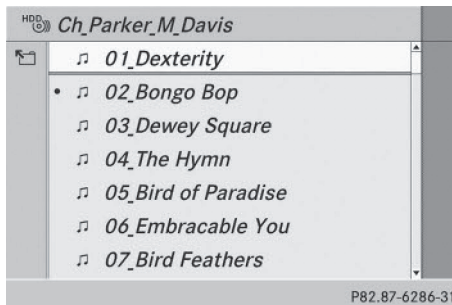 HDD Ch_Parker_M_Davis
01_Dexterity
02_Bongo Bop
03_Dewey Square
04_The Hymn
05_Bird of Paradise
06_Embracable You
07_Bird Feathers
P82.87-6286-31